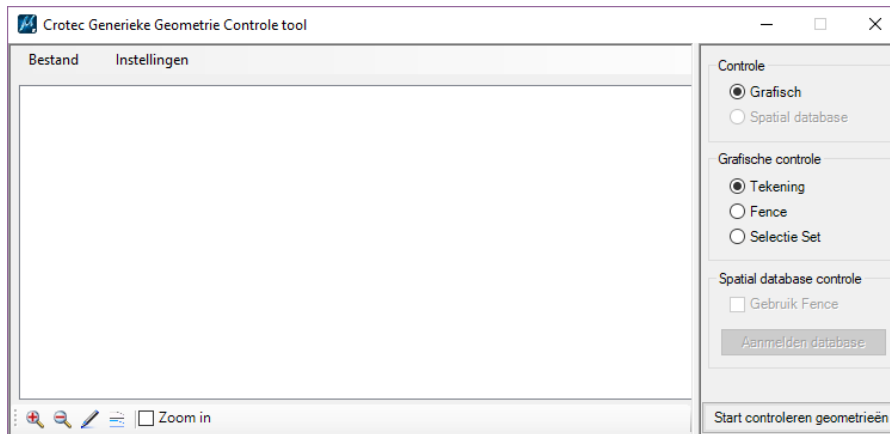 Crotec Generieke Geometrie Controle tool
Bestand Instellingen
Controle
Grafisch
Spatial database
Grafische controle
Tekening
Fence
Selectie Set
Spatial database controle
Gebruik Fence
Aanmelden database
Zoom in
Start controleren geometrieën